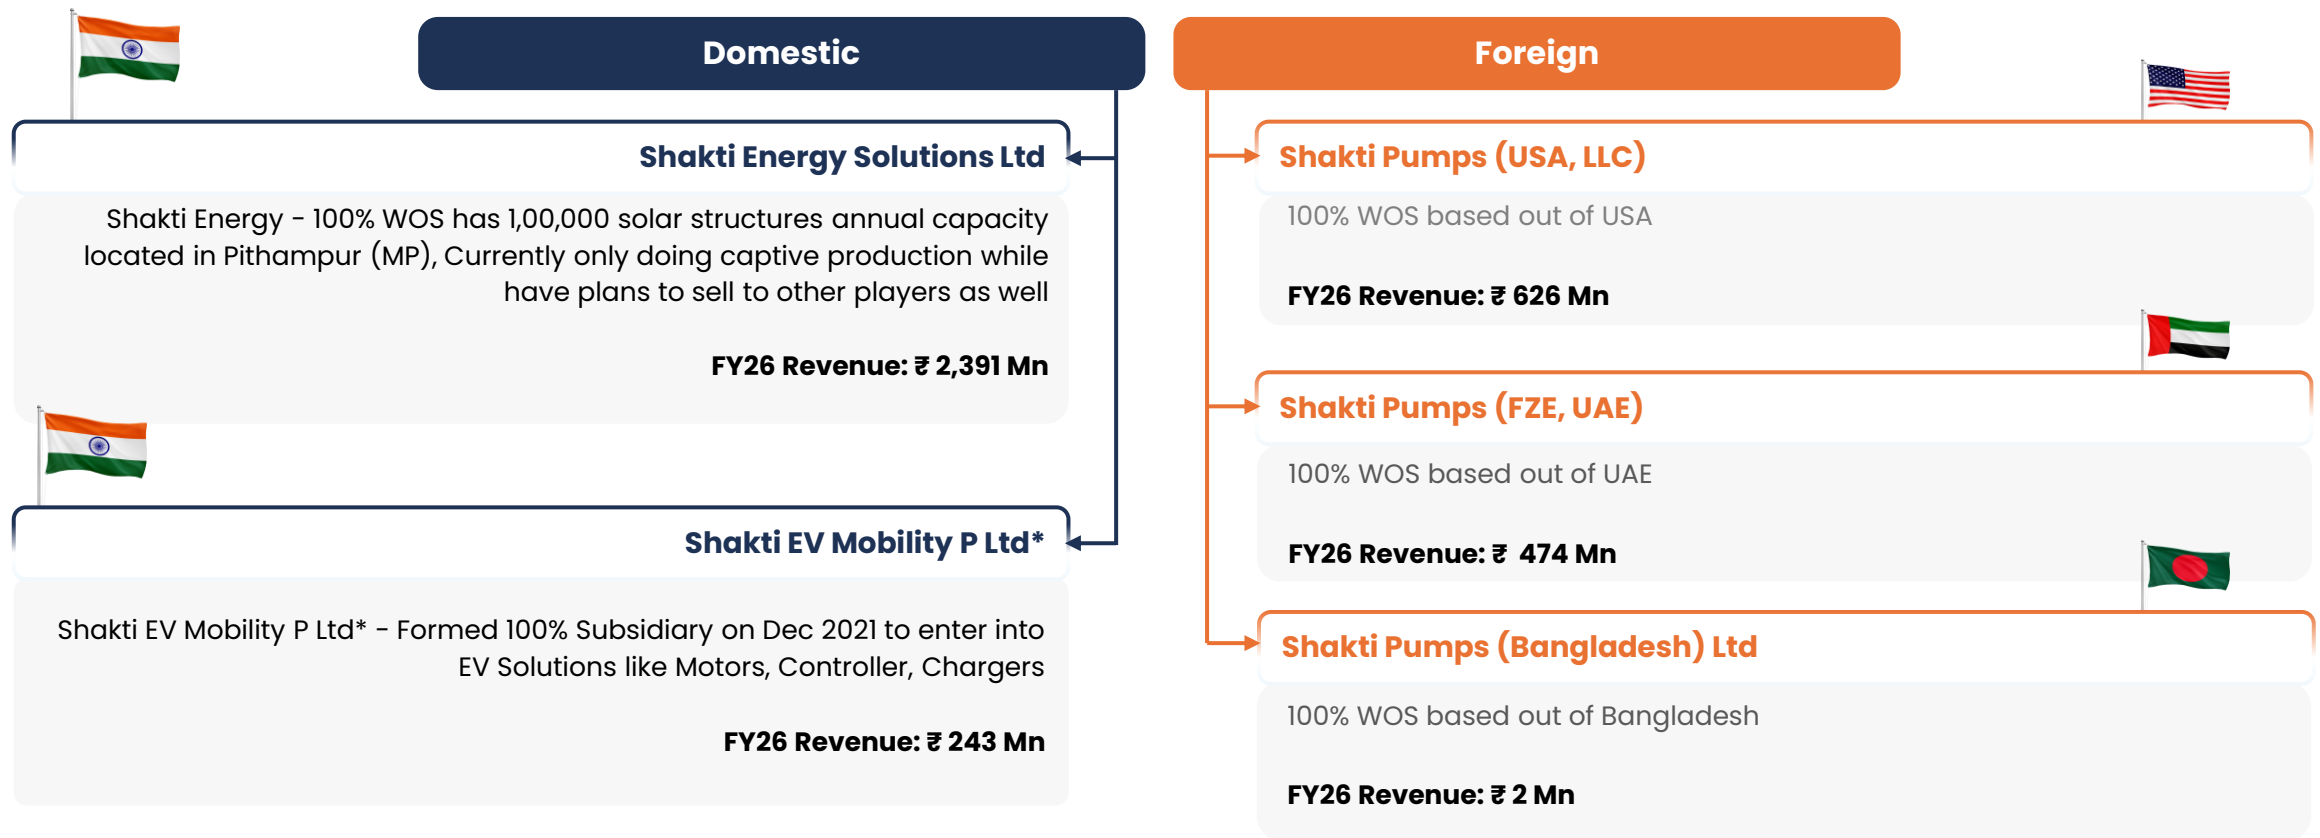 Domestic
Shakti Energy Solutions Ltd
Shakti Energy - 100% WOS has 1,00,000 solar structures annual capacity
located in Pithampur (MP), Currently only doing captive production while
have plans to sell to other players as well
FY26 Revenue: ₹ 2,391 Mn
Shakti EV Mobility P Ltd*
Shakti EV Mobility P Ltd* - Formed 100% Subsidiary on Dec 2021 to enter into
EV Solutions like Motors, Controller, Chargers
FY26 Revenue: ₹ 243 Mn
Foreign
Shakti Pumps (USA, LLC)
100% WOS based out of USA
FY26 Revenue: ₹ 626 Mn
Shakti Pumps (FZE, UAE)
100% WOS based out of UAE
FY26 Revenue: ₹ 474 Mn
Shakti Pumps (Bangladesh) Ltd
100% WOS based out of Bangladesh
FY26 Revenue: ₹ 2 Mn